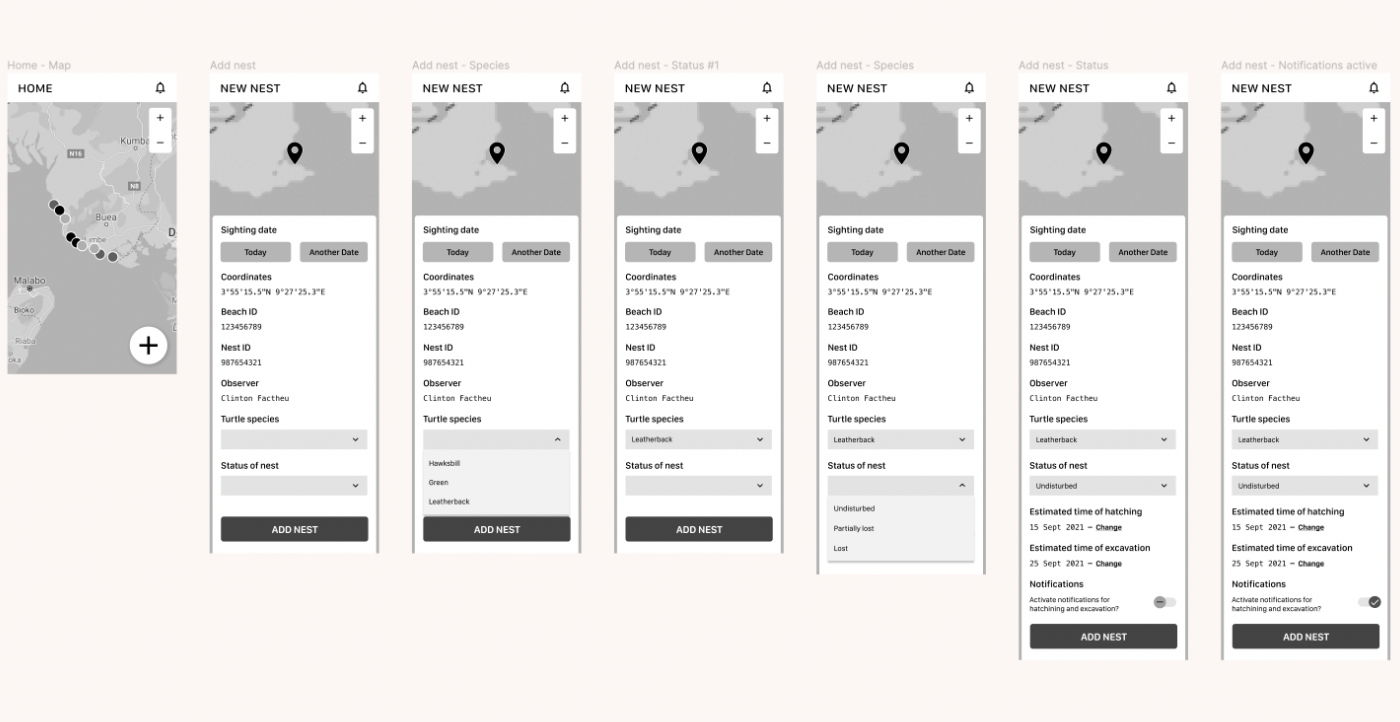 Home - Map
HOME
+
−
Kumba
N16
N8
Buea
mbe
D
Malabo
Bioko
Riaba
oka
M
+
Add nest
NEW NEST
+
−
Sighting date
Today Another Date
Coordinates
3°55'15.5"N 9°27'25.3"E
Beach ID
123456789
Nest ID
987654321
Observer
Clinton Factheu
Turtle species
Status of nest
ADD NEST
Add nest - Species
NEW NEST
+
−
Sighting date
Today Another Date
Coordinates
3°55'15.5"N 9°27'25.3"E
Beach ID
123456789
Nest ID
987654321
Observer
Clinton Factheu
Turtle species
Hawksbill
Green
Leatherback
ADD NEST
Add nest - Status #1
NEW NEST
+
−
Sighting date
Today Another Date
Coordinates
3°55'15.5"N 9°27'25.3"E
Beach ID
123456789
Nest ID
987654321
Observer
Clinton Factheu
Turtle species
Leatherback
Status of nest
ADD NEST
Add nest - Species
NEW NEST
+
−
Sighting date
Today Another Date
Coordinates
3°55'15.5"N 9°27'25.3"E
Beach ID
123456789
Nest ID
987654321
Observer
Clinton Factheu
Turtle species
Leatherback
Status of nest
Undisturbed
Partially lost
Lost
Add nest - Status
NEW NEST
+
−
Sighting date
Today Another Date
Coordinates
3°55'15.5"N 9°27'25.3"E
Beach ID
123456789
Nest ID
987654321
Observer
Clinton Factheu
Turtle species
Leatherback
Status of nest
Undisturbed
Estimated time of hatching
15 Sept 2021 – Change
Estimated time of excavation
25 Sept 2021 – Change
Notifications
Activate notifications for
hatchining and excavation?
ADD NEST
Add nest - Notifications active
NEW NEST
+
−
Sighting date
Today Another Date
Coordinates
3°55'15.5"N 9°27'25.3"E
Beach ID
123456789
Nest ID
987654321
Observer
Clinton Factheu
Turtle species
Leatherback
Status of nest
Undisturbed
Estimated time of hatching
15 Sept 2021 – Change
Estimated time of excavation
25 Sept 2021 – Change
Notifications
Activate notifications for
hatchining and excavation?
ADD NEST